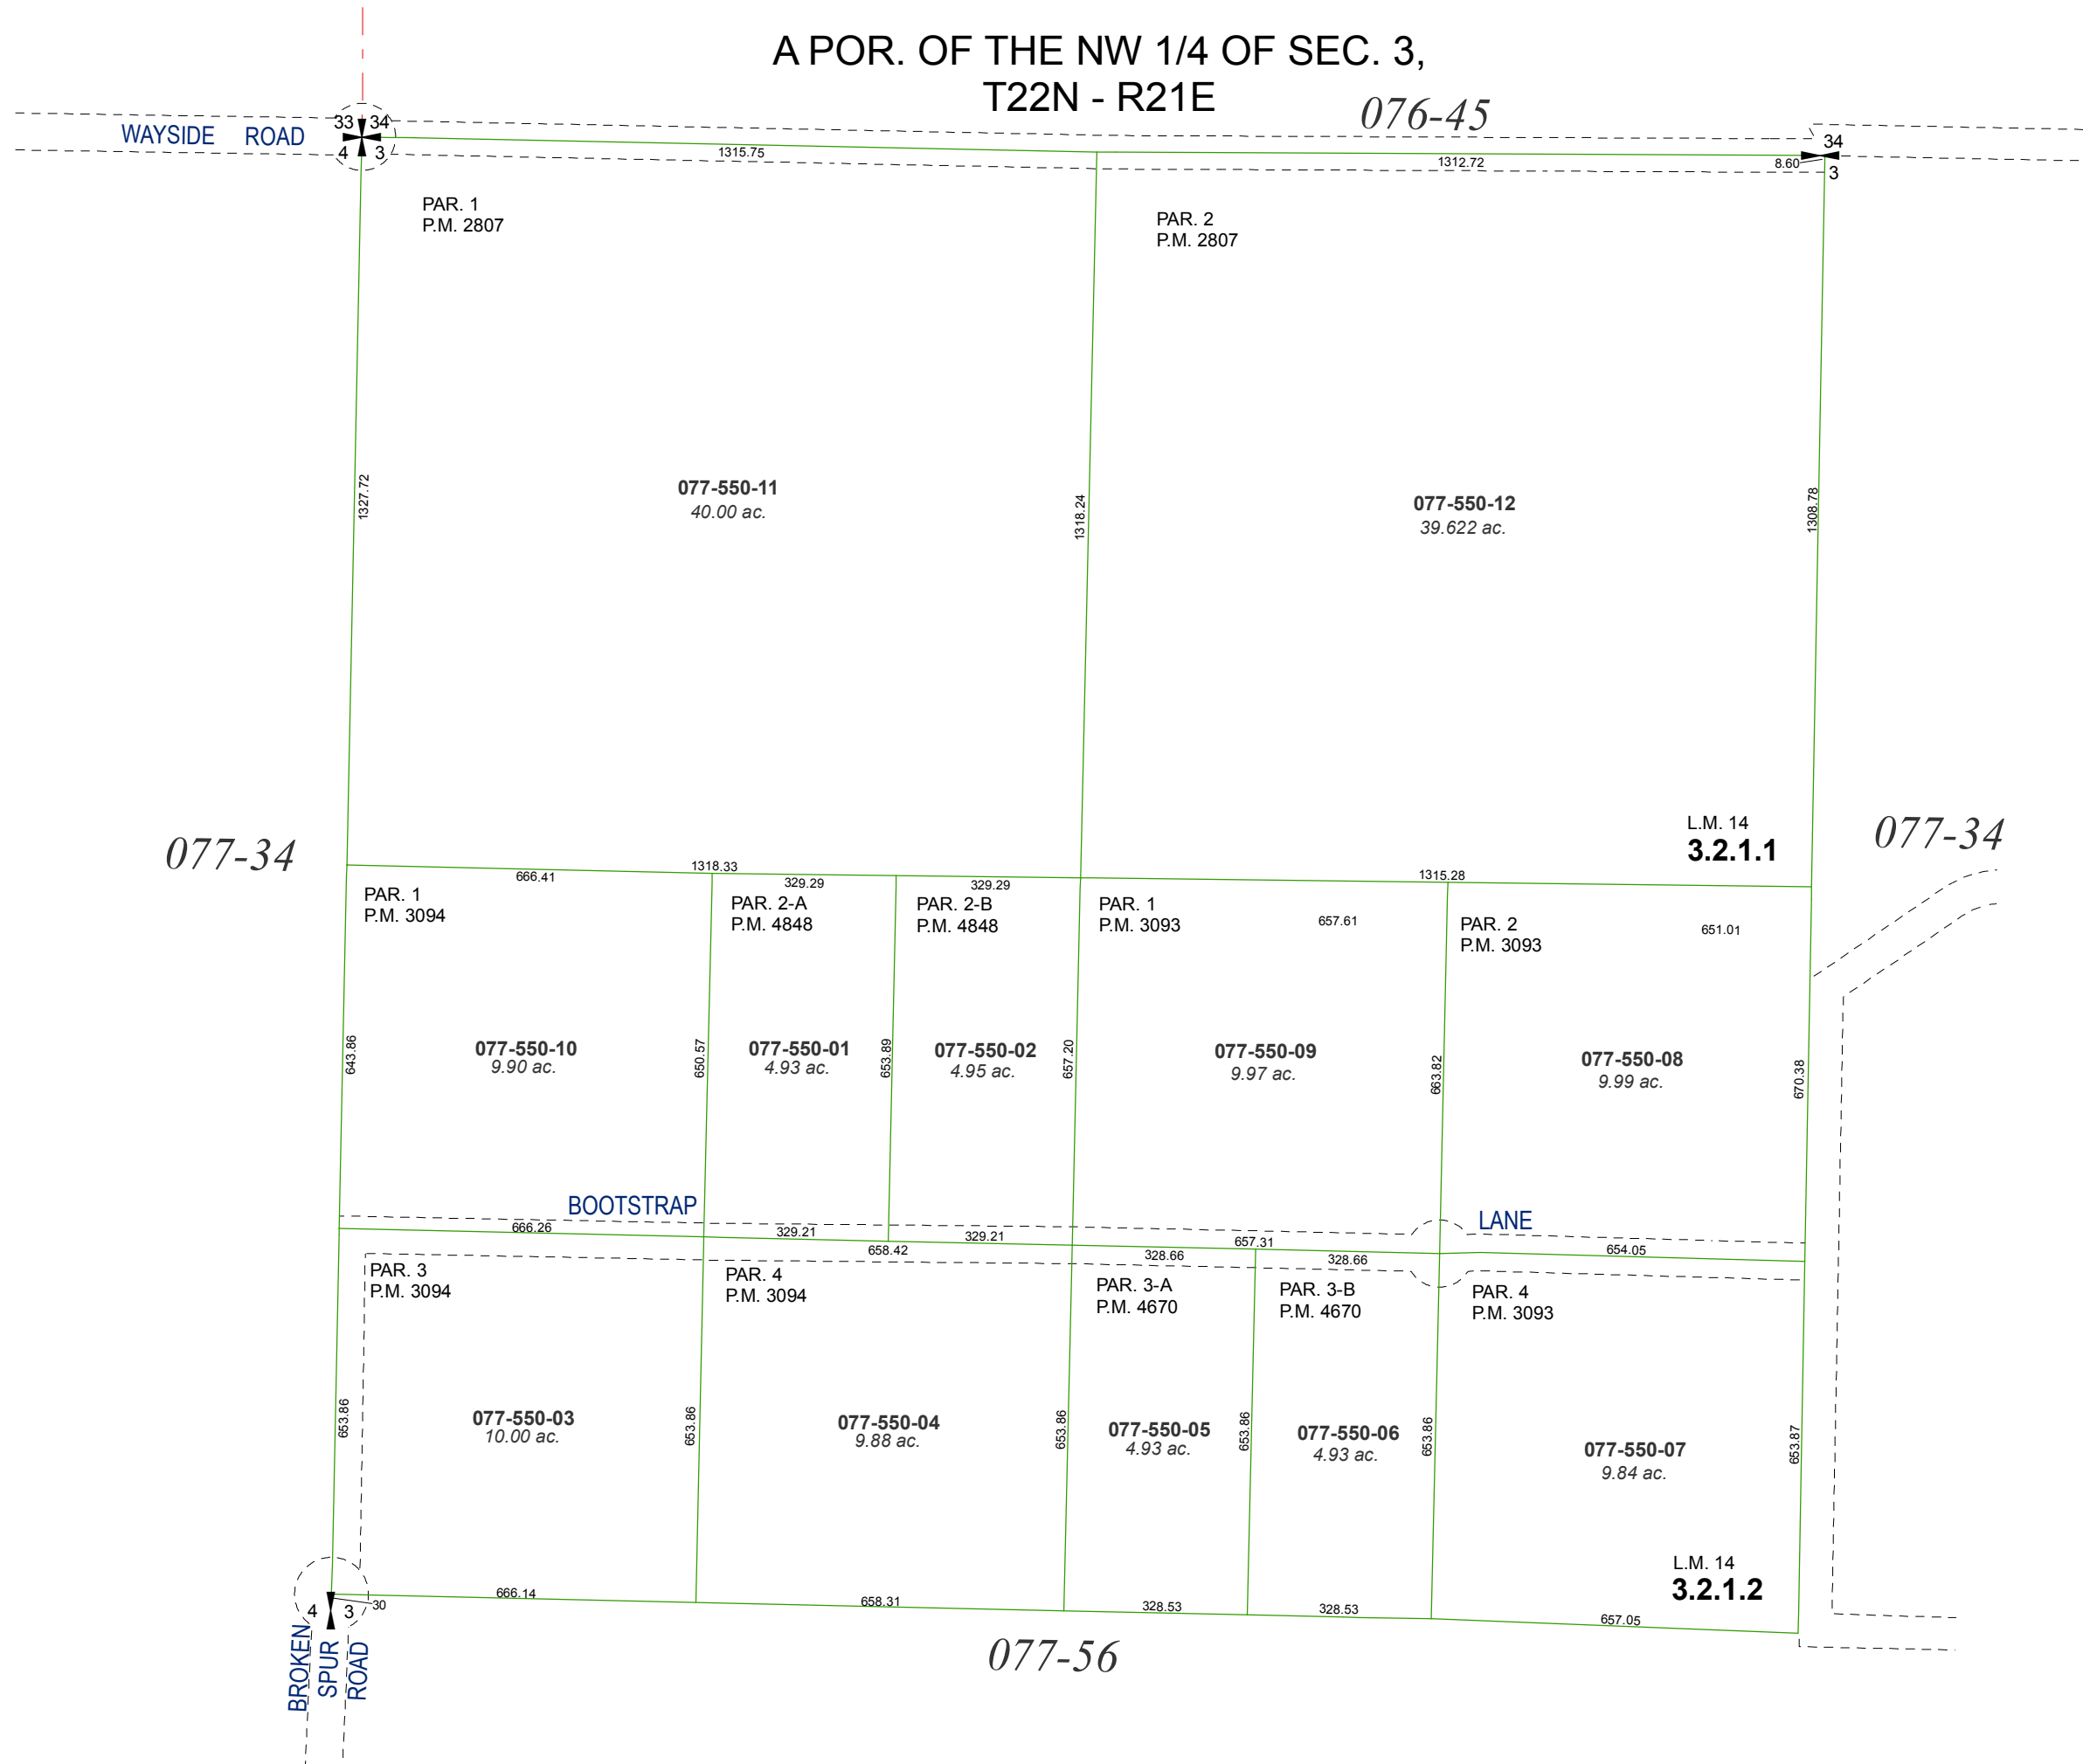 A POR. OF THE NW 1/4 OF SEC. 3,
T22N - R21E
076-45
WAYSIDE ROAD
33 34
4 3
34
3
1315.75
1312.72
8.60
PAR. 1
P.M. 2807
PAR. 2
P.M. 2807
1327.72
077-550-11
40.00 ac.
1318.24
077-550-12
39.622 ac.
1308.78
L.M. 14
3.2.1.1
077-34
077-34
1318.33
1315.28
666.41
329.29
329.29
PAR. 1
P.M. 3094
PAR. 2-A
P.M. 4848
PAR. 2-B
P.M. 4848
PAR. 1
P.M. 3093
657.61
PAR. 2
P.M. 3093
651.01
643.86
077-550-10
9.90 ac.
650.57
077-550-01
4.93 ac.
653.89
077-550-02
4.95 ac.
657.20
077-550-09
9.97 ac.
663.82
077-550-08
9.99 ac.
670.38
BOOTSTRAP
LANE
666.26
329.21
329.21
657.31
654.05
658.42
328.66
328.66
PAR. 3
P.M. 3094
PAR. 4
P.M. 3094
PAR. 3-A
P.M. 4670
PAR. 3-B
P.M. 4670
PAR. 4
P.M. 3093
653.86
077-550-03
10.00 ac.
653.86
077-550-04
9.88 ac.
653.86
077-550-05
4.93 ac.
653.86
077-550-06
4.93 ac.
653.86
077-550-07
9.84 ac.
653.87
L.M. 14
3.2.1.2
666.14
658.31
328.53
328.53
657.05
30
4 3
BROKEN
SPUR
ROAD
077-56